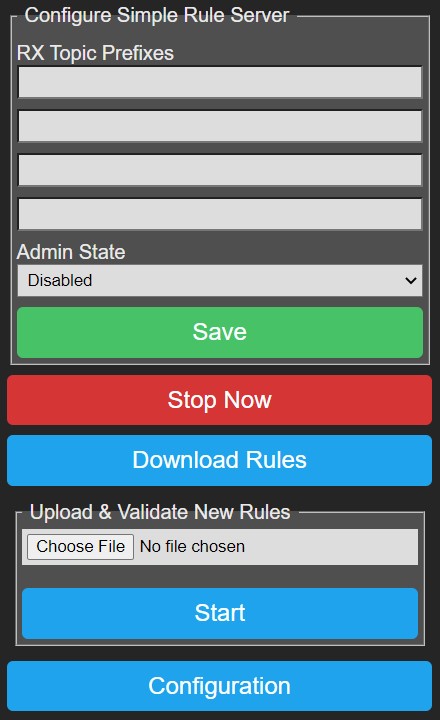 Configure Simple Rule Server
RX Topic Prefixes
Admin State
Disabled
Save
Stop Now
Download Rules
Upload & Validate New Rules
Choose File No file chosen
Start
Configuration